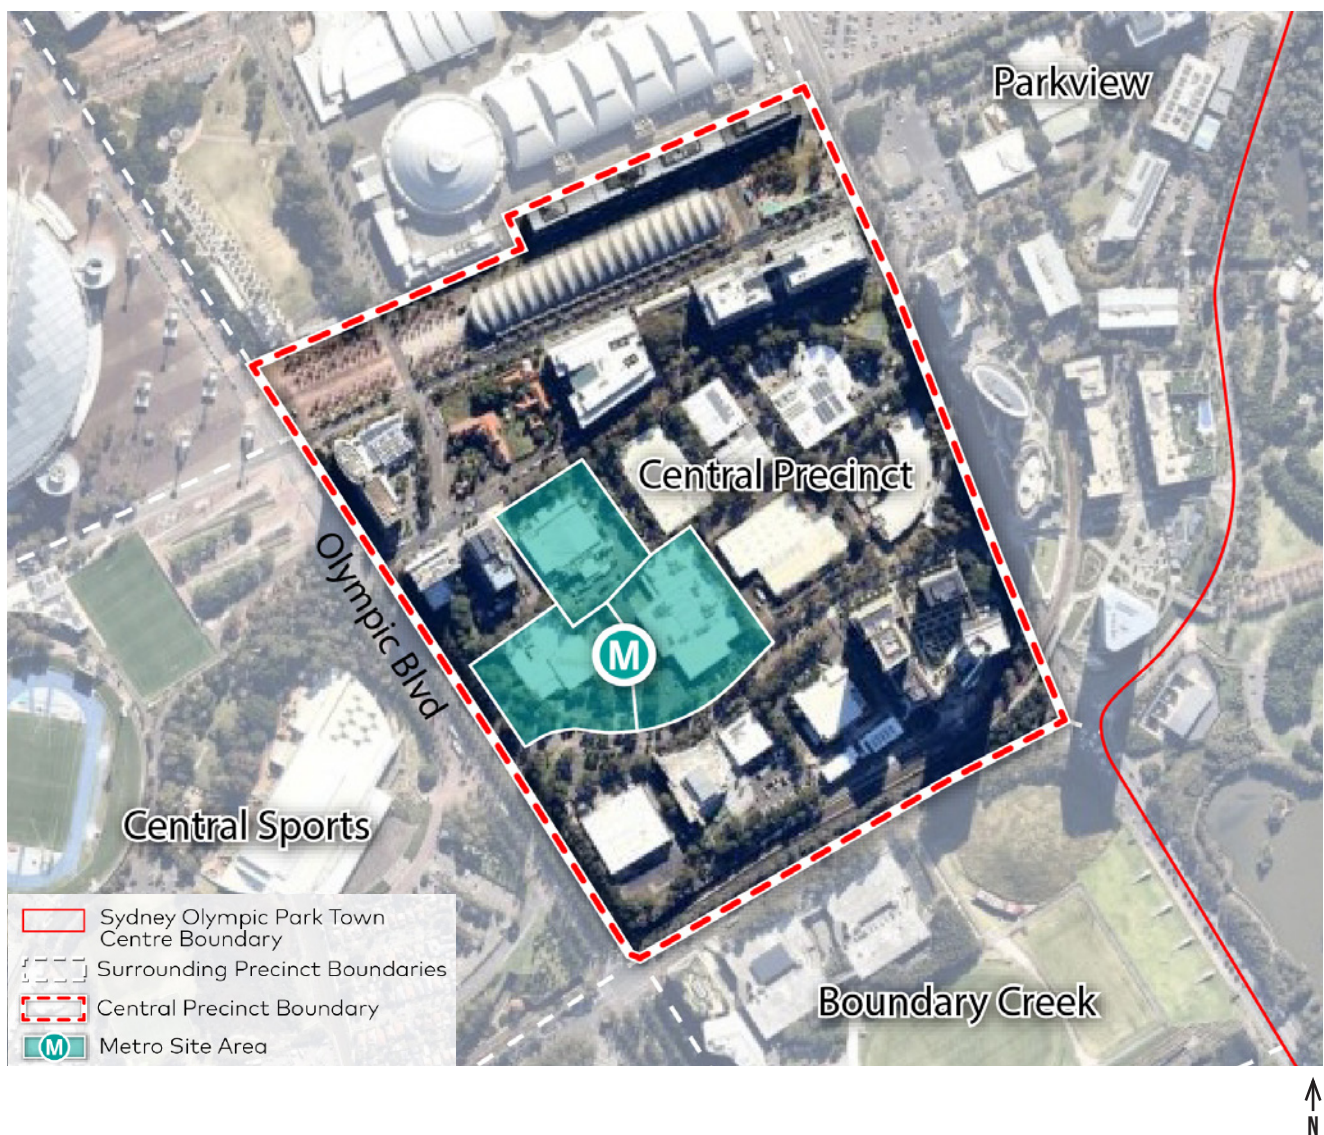 Parkview
Central Precinct
Olympic Blvd
M
Central Sports
Boundary Creek
Sydney Olympic Park Town
Centre Boundary
Surrounding Precinct Boundaries
Central Precinct Boundary
M
Metro Site Area
N